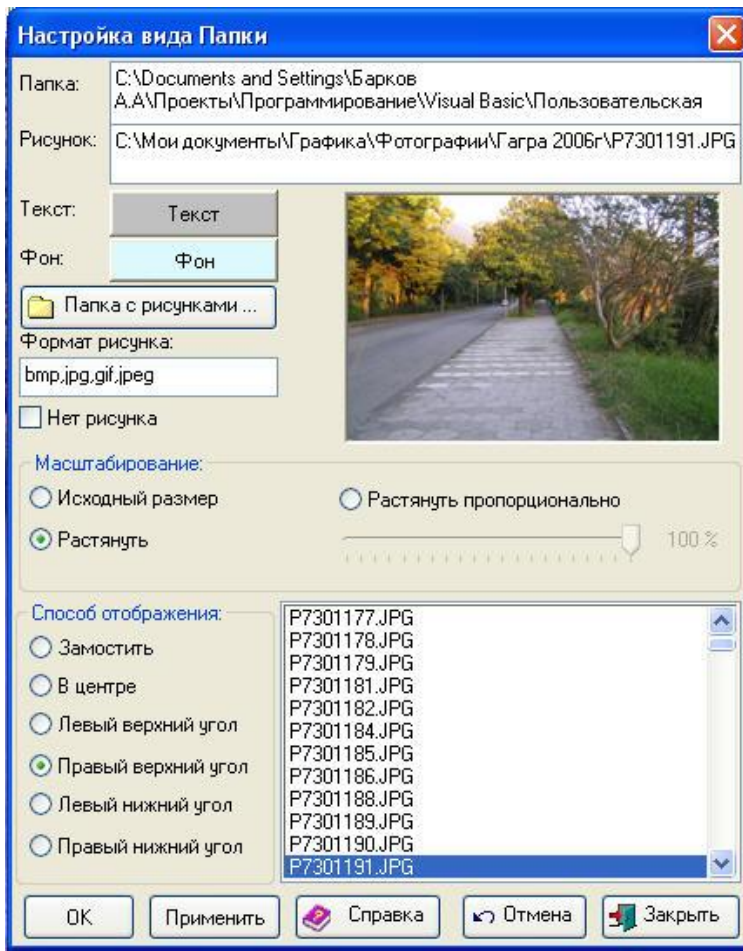 Настройка вида Папки
Папка:
C:\Documents and Settings\Барков
А.А\Проекты\Программирование\Visual Basic\Пользовательская
Рисунок:
C:\Мои документы\Графика\Фотографии\Гагра 2006г\P7301191.JPG
Текст:
Текст
Фон:
Фон
Папка с рисунками ...
Формат рисунка:
bmp,jpg,gif,jpeg
Нет рисунка
Масштабирование:
Исходный размер
Растянуть пропорционально
Растянуть
100 %
Способ отображения:
Замостить
В центре
Левый верхний угол
Правый верхний угол
Левый нижний угол
Правый нижний угол
P7301177.JPG
P7301178.JPG
P7301179.JPG
P7301181.JPG
P7301182.JPG
P7301184.JPG
P7301185.JPG
P7301186.JPG
P7301188.JPG
P7301189.JPG
P7301190.JPG
P7301191.JPG
OK
Применить
Справка
Отмена
Закрыть